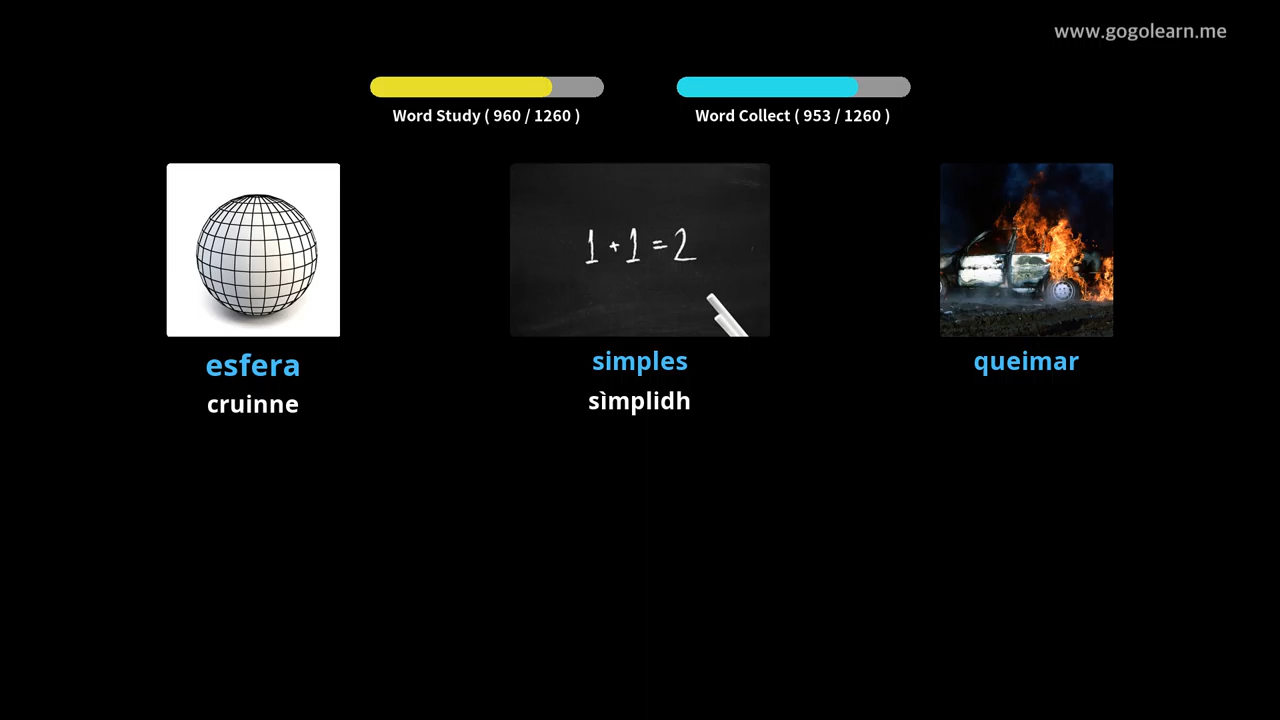 www.gogolearn.me
Word Study ( 960 / 1260 )
Word Collect ( 953 / 1260 )
1 + 1 = 2
esfera
cruinne
simples
sìmplidh
queimar